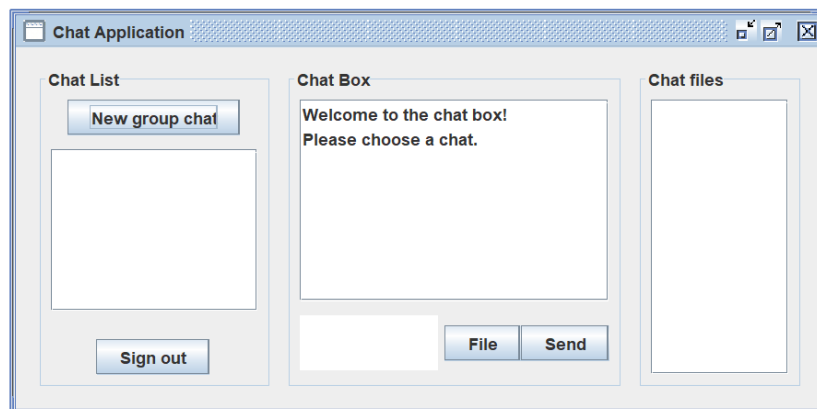 Chat Application
Chat List
New group chat
Sign out
Chat Box
Welcome to the chat box!
Please choose a chat.
File
Send
Chat files